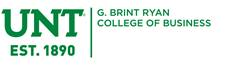 UNT®
EST. 1890
G. BRINT RYAN
COLLEGE OF BUSINESS